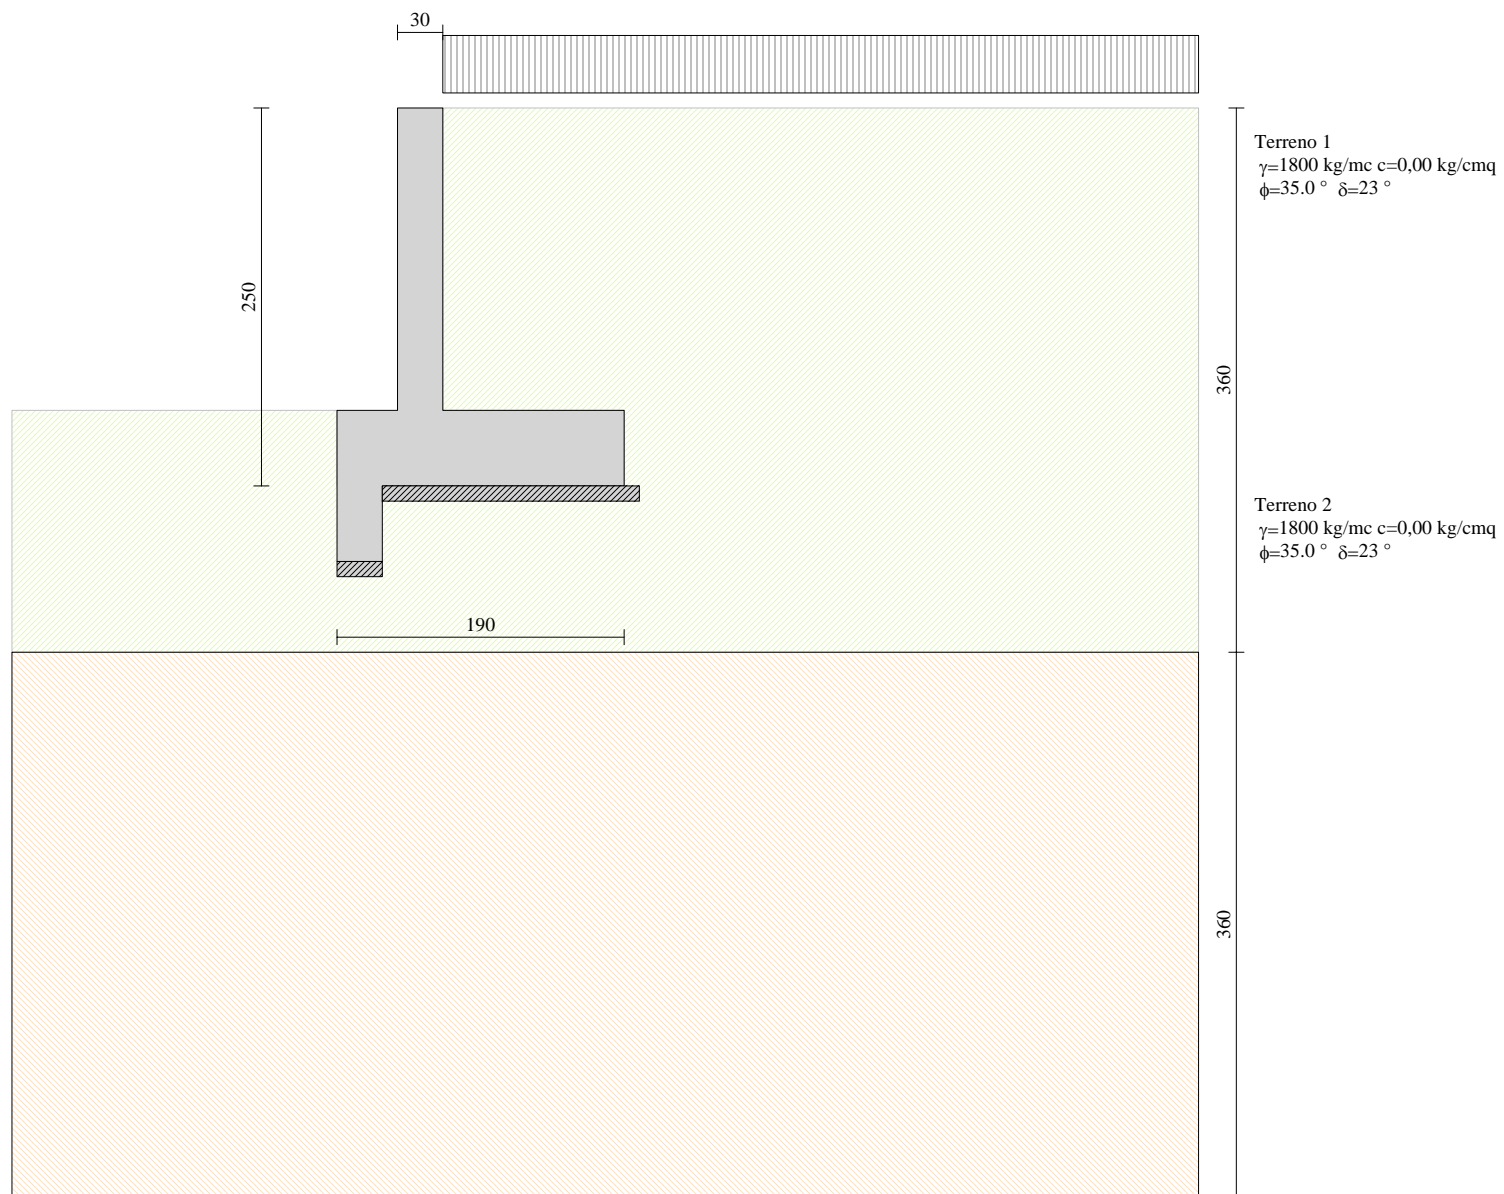 30
Terreno 1
γ=1800 kg/mc c=0,00 kg/cmq
ϕ=35.0 ° δ=23 °
250
360
Terreno 2
γ=1800 kg/mc c=0,00 kg/cmq
ϕ=35.0 ° δ=23 °
190
360